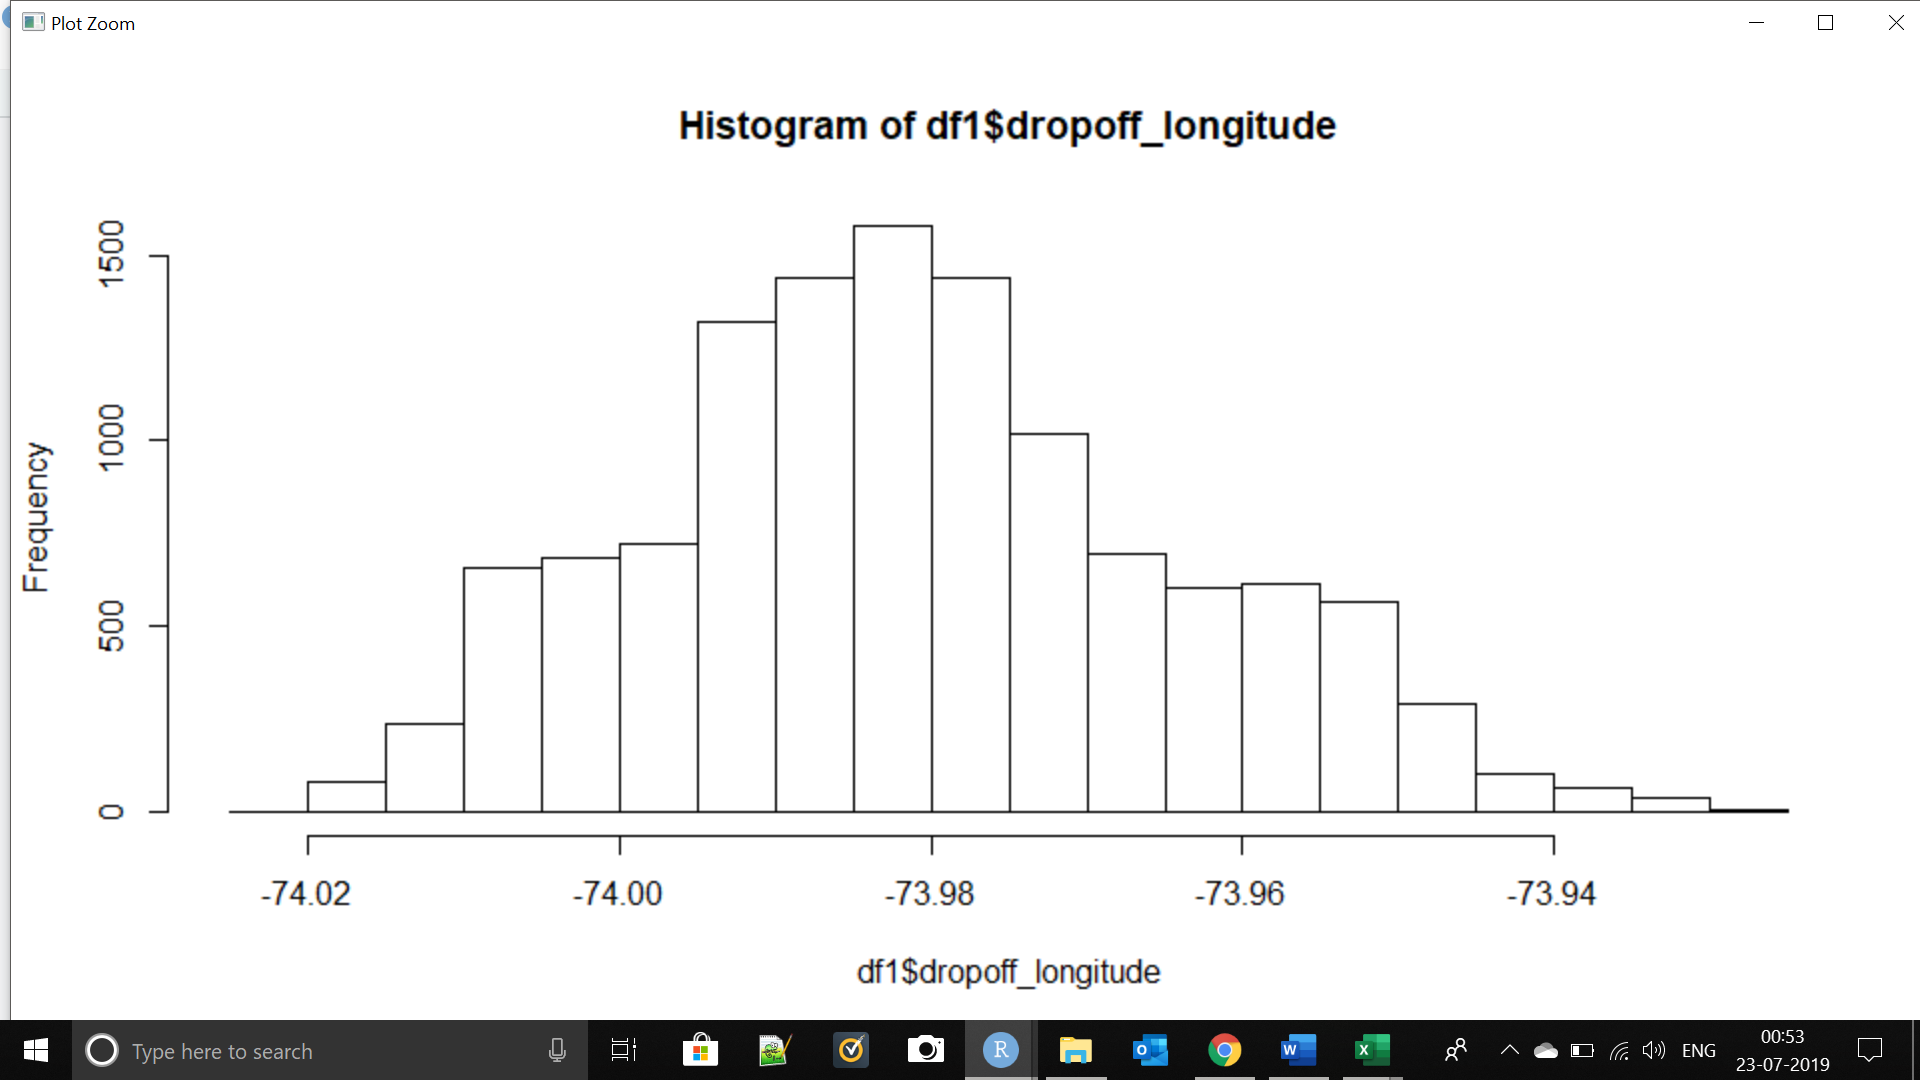 Plot Zoom
Histogram of df1$dropoff_longitude
Frequency
1500
1000
500
0
-74.02 -74.00 -73.98 -73.96 -73.94
df1$dropoff_longitude
Type here to search
R
O
W
X
ENG
00:53
23-07-2019